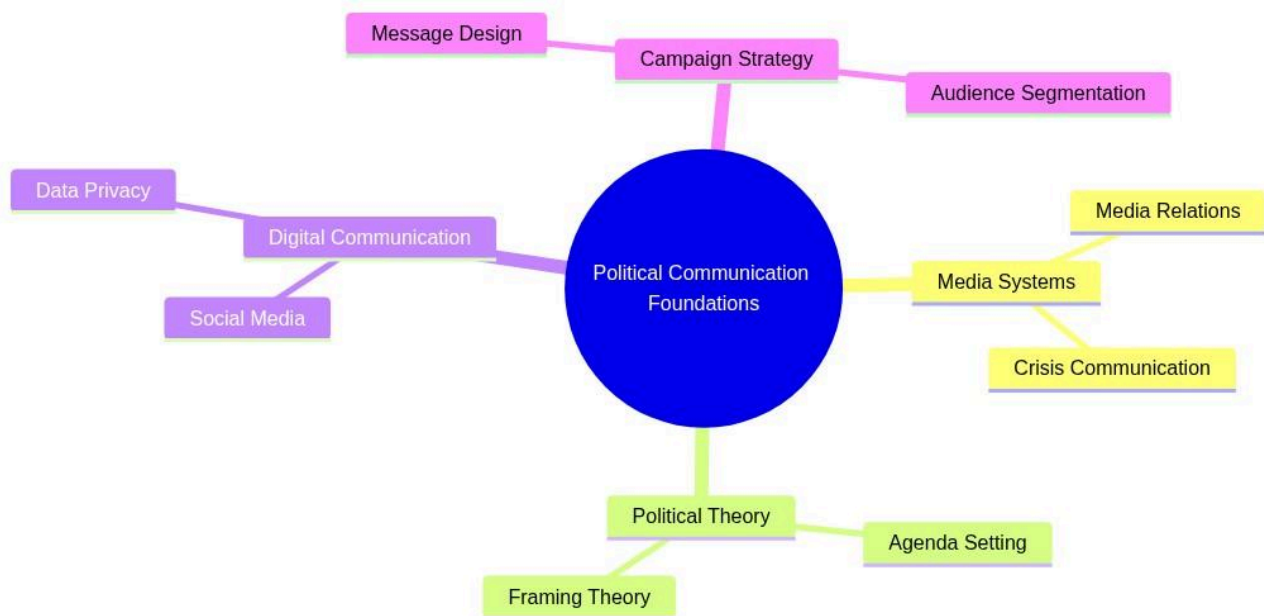 Message Design
Campaign Strategy
Audience Segmentation
Data Privacy
Digital Communication
Social Media
Political Communication
Foundations
Media Relations
Media Systems
Crisis Communication
Political Theory
Agenda Setting
Framing Theory